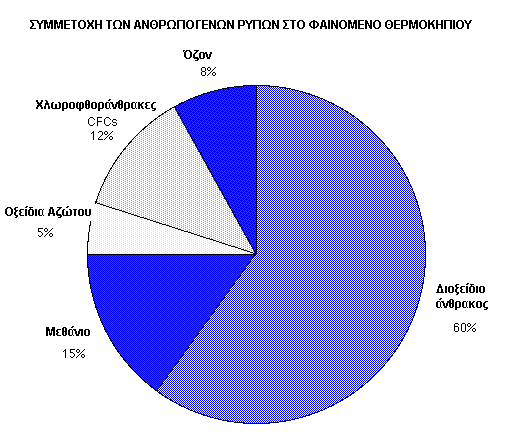 ΣΥΜΜΕΤΟΧΗ ΤΩΝ ΑΝΘΡΩΠΟΓΕΝΩΝ ΡΥΠΩΝ ΣΤΟ ΦΑΙΝΟΜΕΝΟ ΘΕΡΜΟΚΗΠΙΟΥ
Όζον
8%
Χλωροφθοράνθρακες
CFCs
12%
Οξείδια Αζώτου
5%
Μεθάνιο
15%
Διοξείδιο
άνθρακος
60%